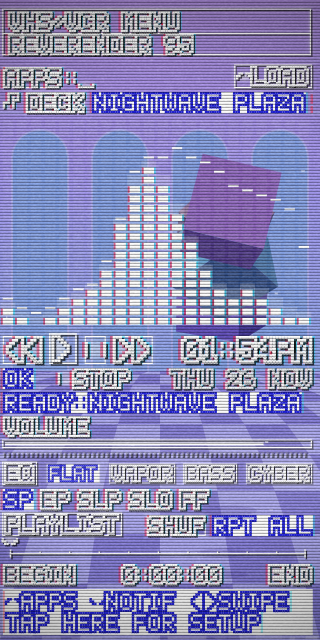 VHS/VCR MENU
REWERENDER 95
APPS::_ LOAD
DECK NIGHTWAVE PLAZA
01:54PM
OK STOP THU 26 NOV
READY:NIGHTWAVE PLAZA
VOLUME
EQ FLAT VAPOR BASS CYBER
SP EP SLP SLO FF
PLAYLIST SHUF RPT ALL
BEGIN 0:00:00 END
APPS NOTIF SWIPE
TAP HERE FOR SETUP